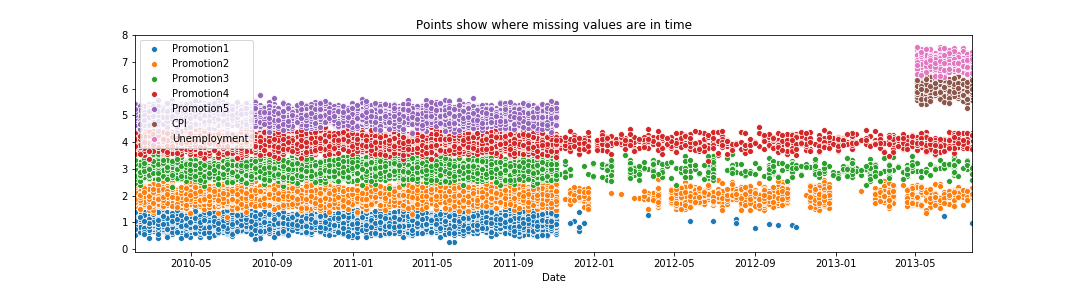 Points show where missing values are in time
8
7
6
5
4
3
2
1
0
Promotion1
Promotion2
Promotion3
Promotion4
Promotion5
CPI
Unemployment
2010-05 2010-09 2011-01 2011-05 2011-09 2012-01 2012-05 2012-09 2013-01 2013-05
Date